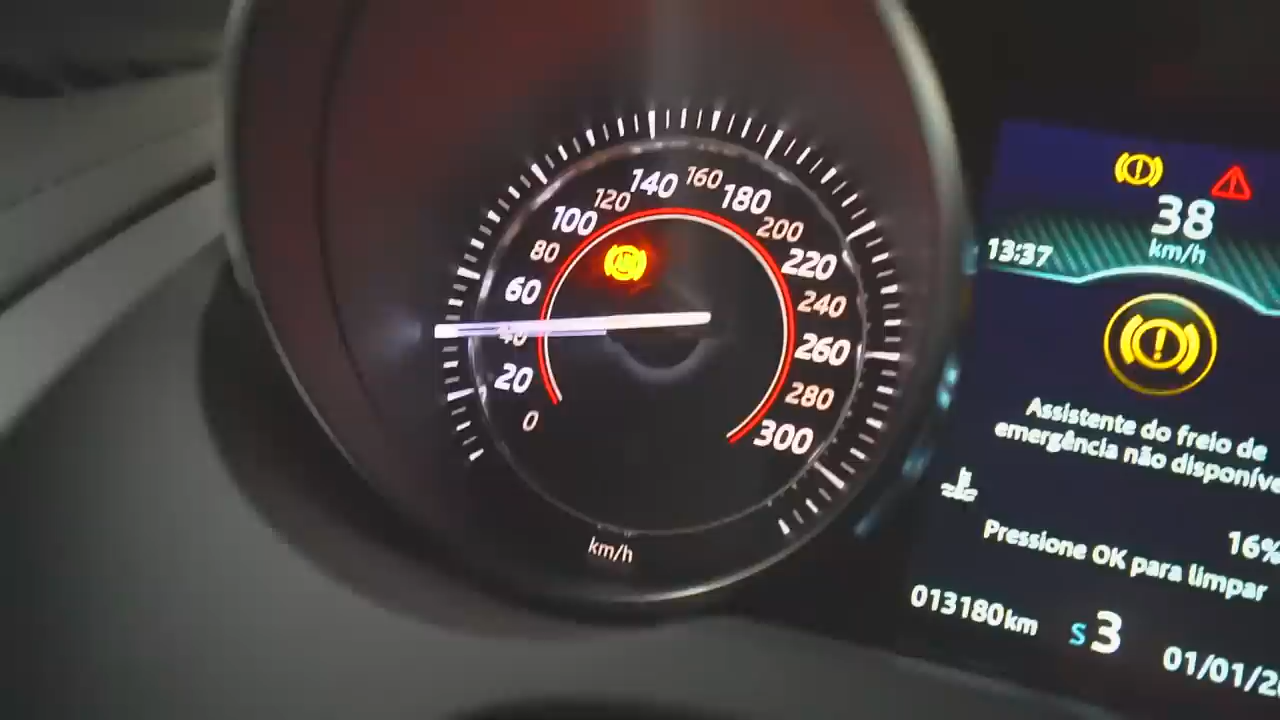 0
20
40
60
80
100
120
140
160
180
200
220
240
260
280
300
km/h
38
km/h
13:37
Assistente do freio de
emergência não disponíve
16%
Pressione OK para limpar
013180km
S 3
01/01/2